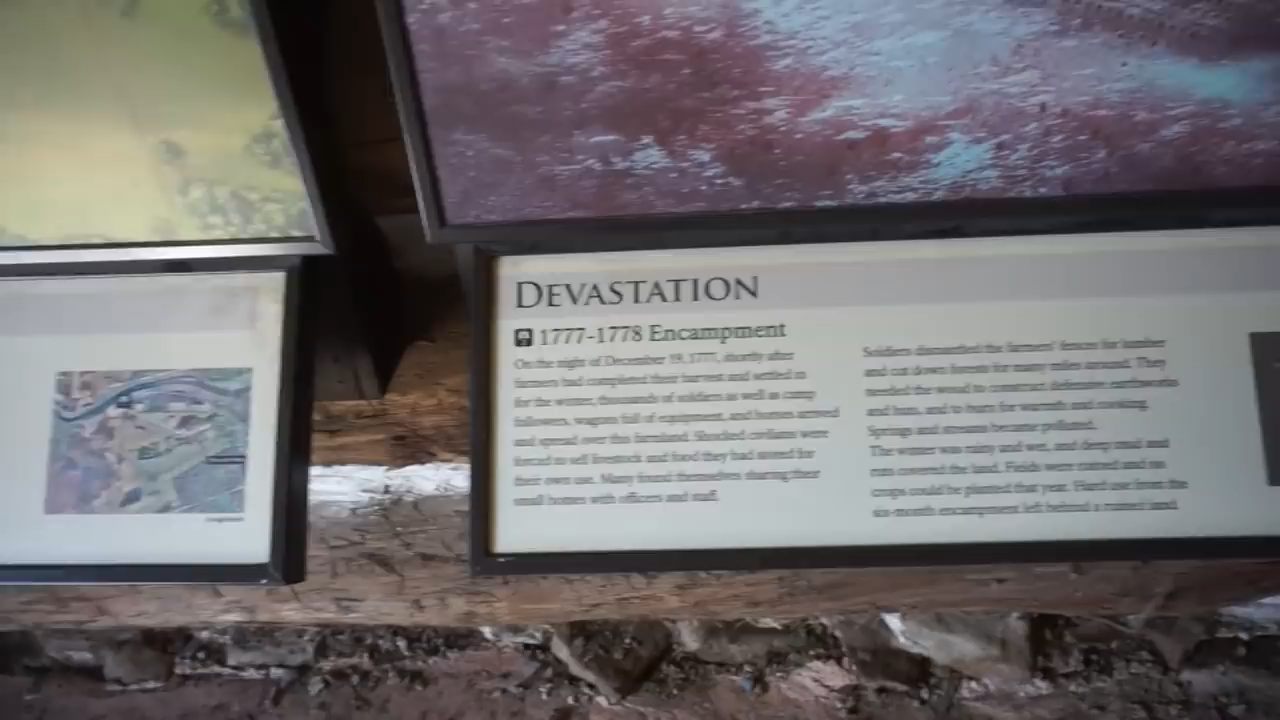 DEVASTATION
1777-1778 Encampment
On the night of December 19, 1777, shortly after
farmers had completed their harvest and settled in
for the winter, thousands of soldiers as well as camp
followers, wagons full of equipment, and horses arrived
and spread over this farmland. Shocked civilians were
forced to sell livestock and food they had stored for
their own use. Many found themselves sharing their
small homes with officers and staff.
Soldiers dismantled the farmers' fences for lumber
and cut down forests for many miles around. They
needed the wood to construct defensive earthworks
and huts, and to burn for warmth and cooking.
Springs and streams became polluted.
The winter was rainy and wet, and deep mud and
ruts covered the land. Fields were ruined and no
crops could be planted that year. Hard use from the
six-month encampment left behind a ruined land.